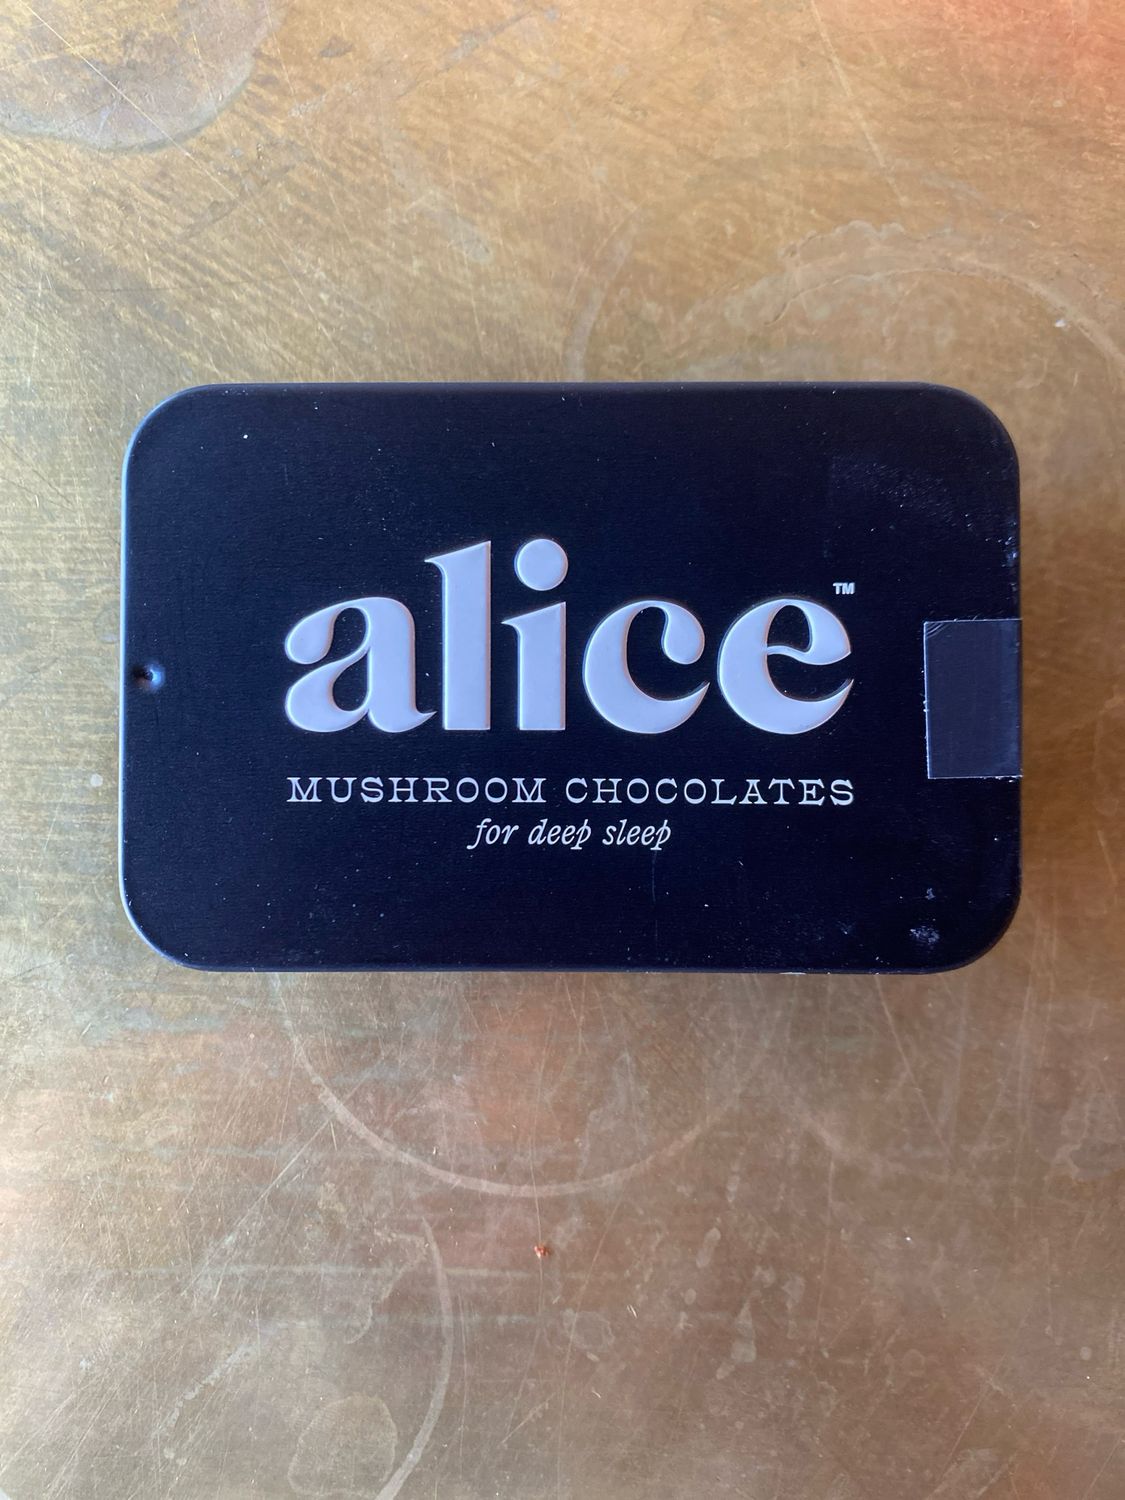 alice™
MUSHROOM CHOCOLATES
for deep sleep